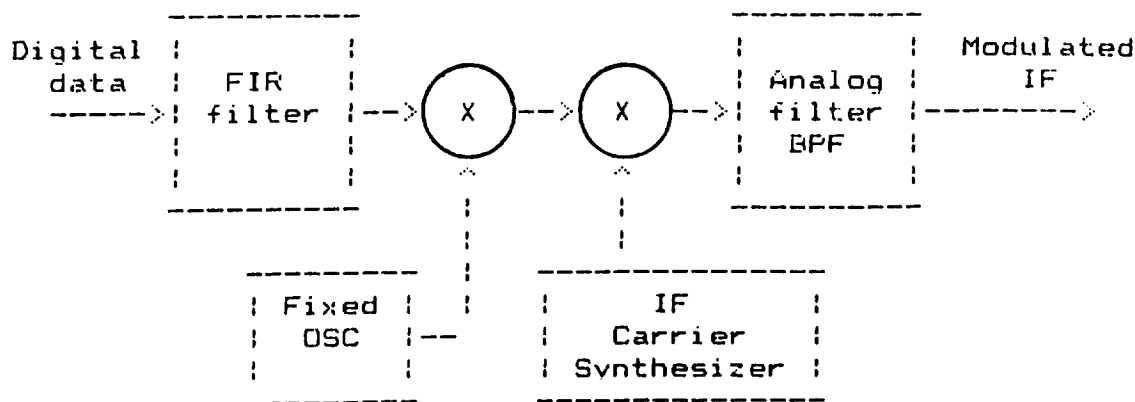 Digital
data
FIR
filter
X
X
Analog
filter
BPF
Modulated
IF
Fixed
OSC
IF
Carrier
Synthesizer